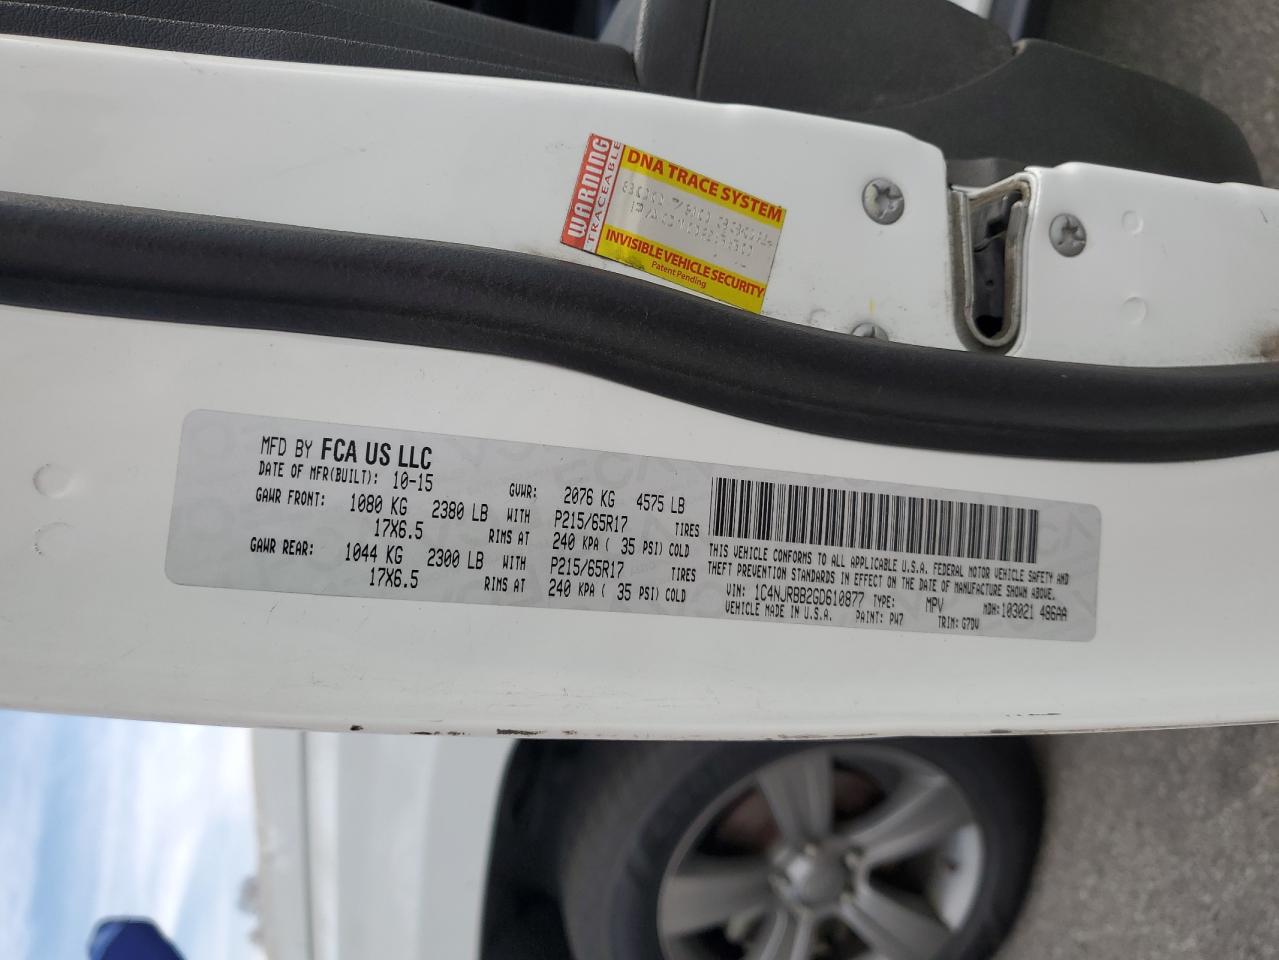 WARNING
TRACEABLE
DNA TRACE SYSTEM
INVISIBLE VEHICLE SECURITY
Patent Pending
MFD BY FCA US LLC
DATE OF MFR(BUILT): 10-15 GVWR: 2076 KG 4575 LB
GAWR FRONT: 1080 KG 2380 LB WITH P215/65R17 TIRES
17X6.5 RIMS AT 240 KPA ( 35 PSI) COLD
GAWR REAR: 1044 KG 2300 LB WITH P215/65R17 TIRES
17X6.5 RIMS AT 240 KPA ( 35 PSI) COLD
THIS VEHICLE CONFORMS TO ALL APPLICABLE U.S.A. FEDERAL MOTOR VEHICLE SAFETY AND
THEFT PREVENTION STANDARDS IN EFFECT ON THE DATE OF MANUFACTURE SHOWN ABOVE.
VIN: 1C4NJRBB2GD610877 TYPE: MPV MDH:103021 486AA
VEHICLE MADE IN U.S.A. PAINT: PW7 TRIM: G7DV